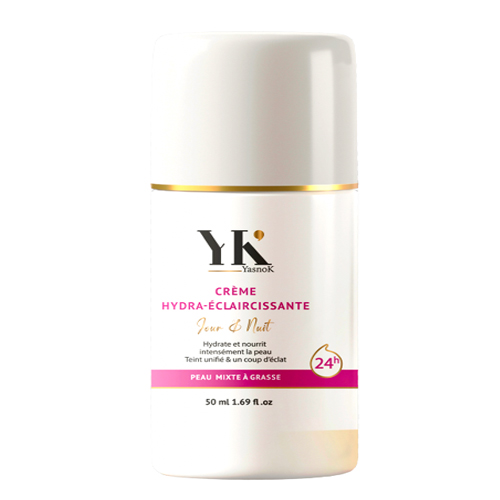 YK
YasnoK
CRÈME
HYDRA-ÉCLAIRCISSANTE
Jour & Nuit
Hydrate et nourrit
intensément la peau
Teint unifié & un coup d'éclat
24h
PEAU MIXTE À GRASSE
50 ml 1.69 fl.oz